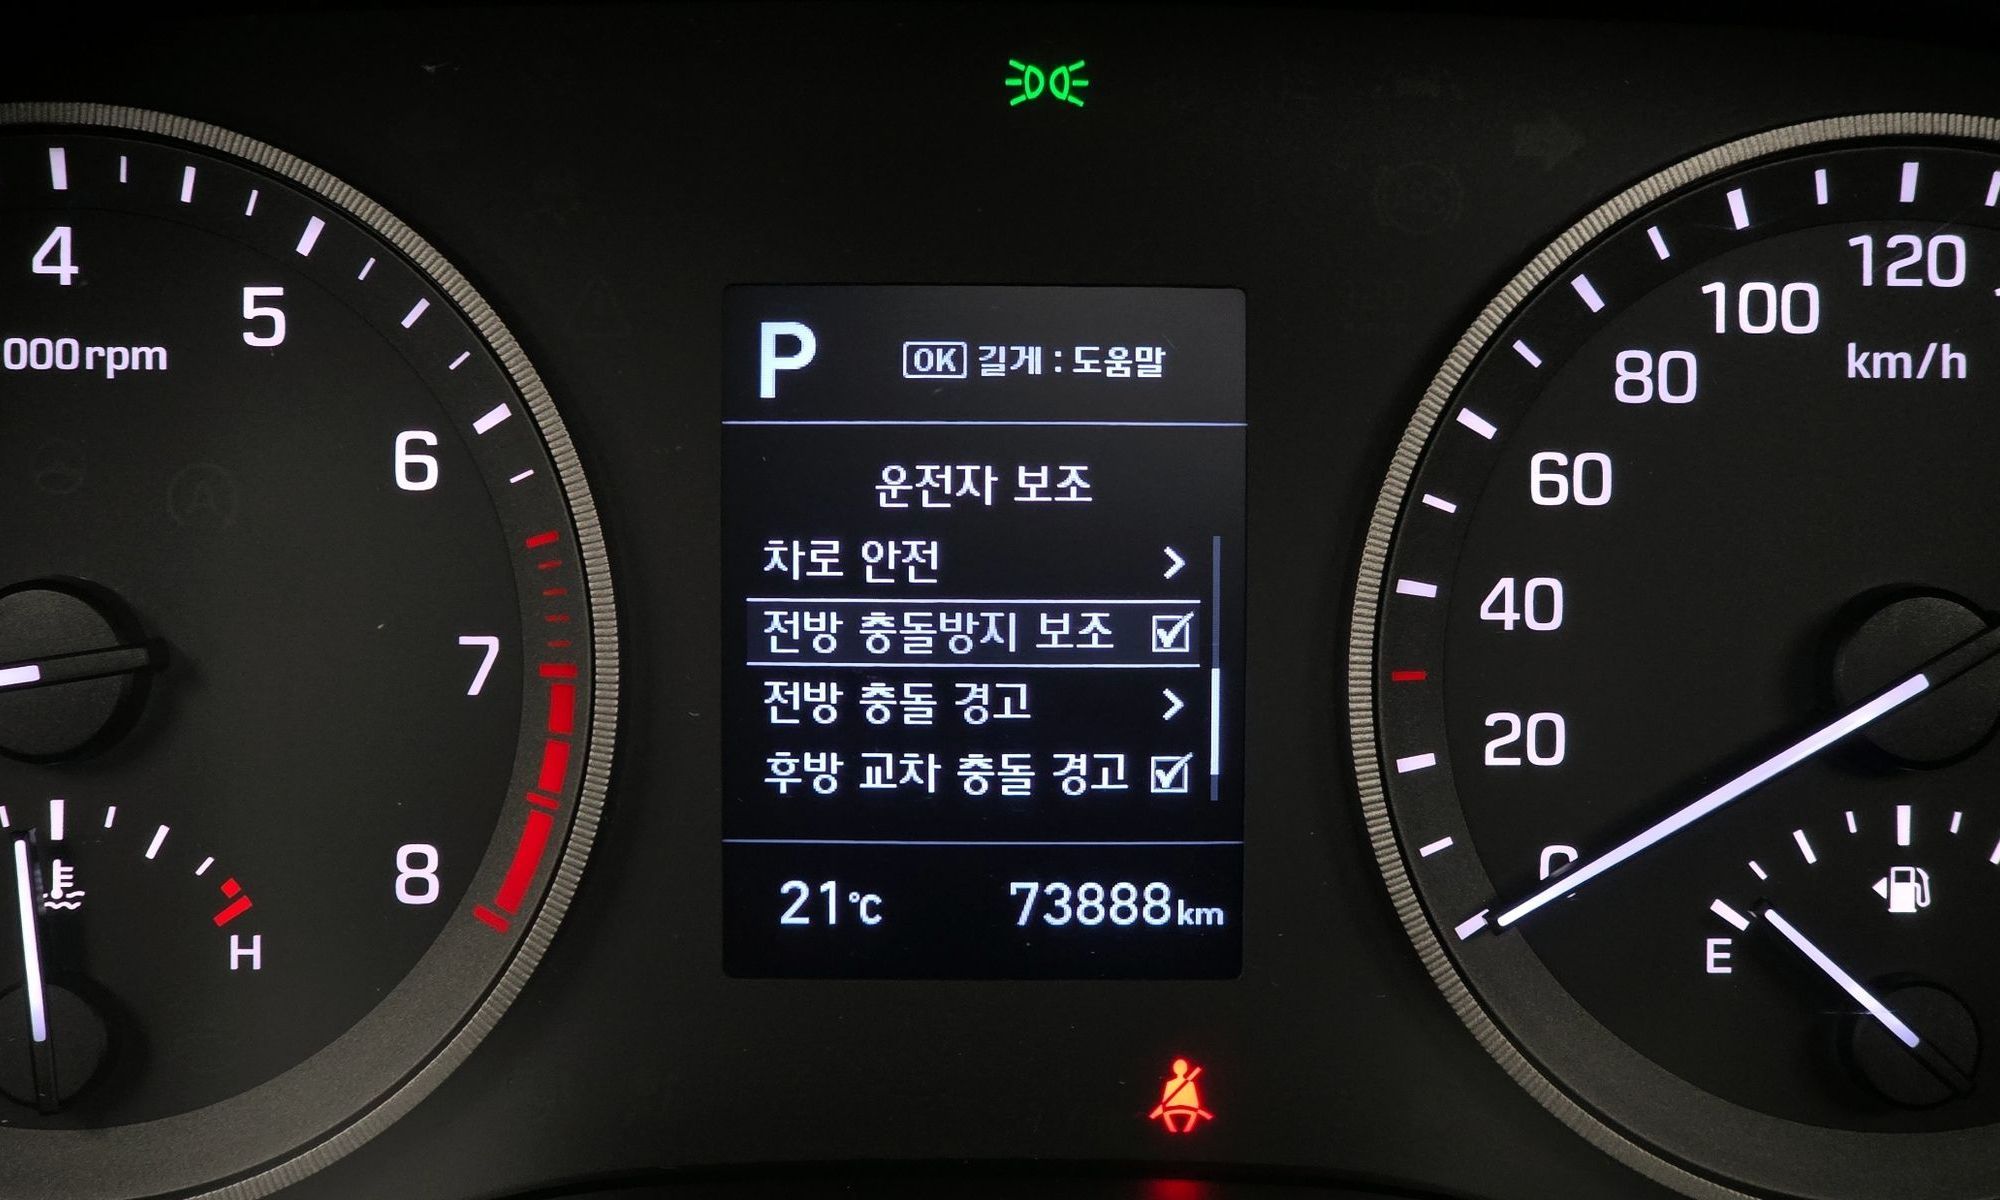 4
5
000rpm
6
7
8
H
P
OK 길게 : 도움말
운전자 보조
차로 안전
전방 충돌방지 보조
전방 충돌 경고
후방 교차 충돌 경고
21℃ 73888km
120
100
km/h
80
60
40
20
0
E